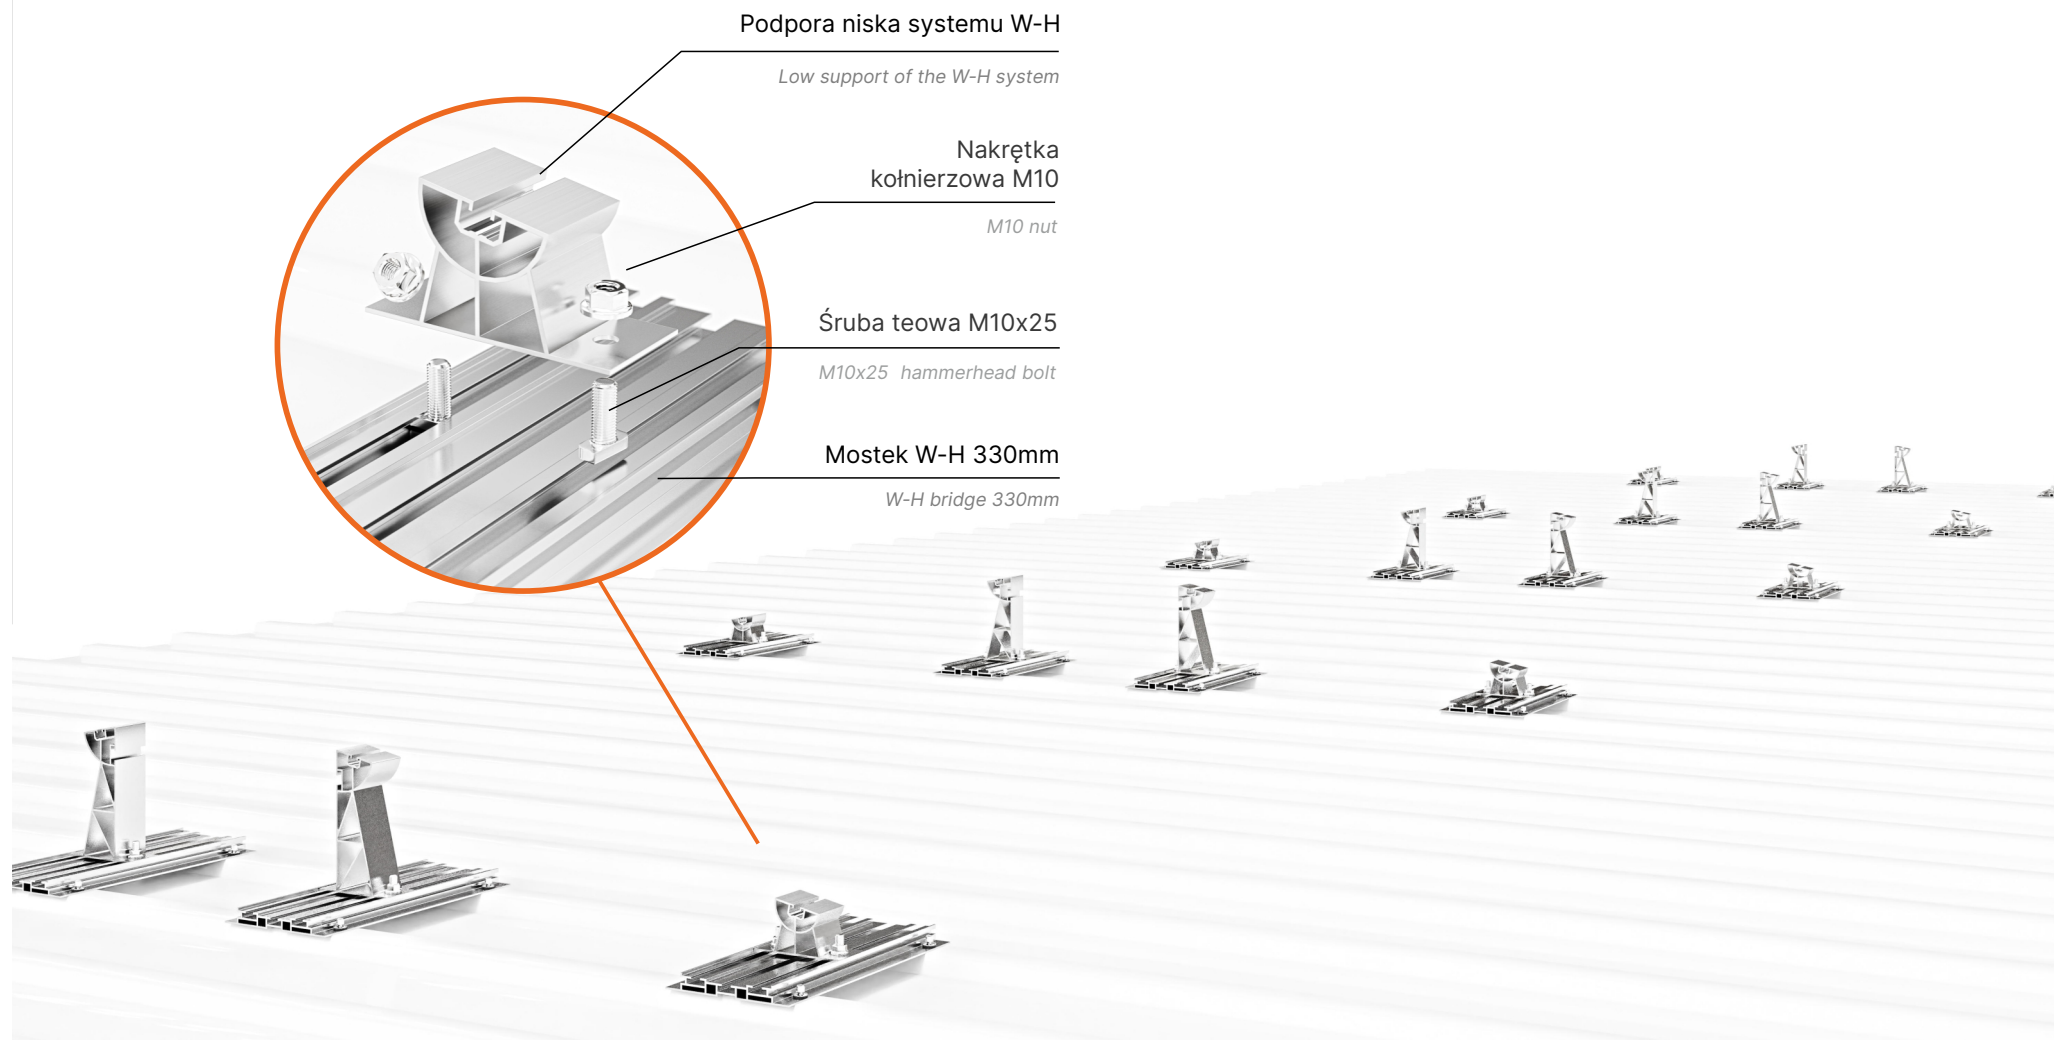 Podpora niska systemu W-H
Low support of the W-H system
Nakrętka
kołnierzowa M10
M10 nut
Śruba teowa M10x25
M10x25 hammerhead bolt
Mostek W-H 330mm
W-H bridge 330mm